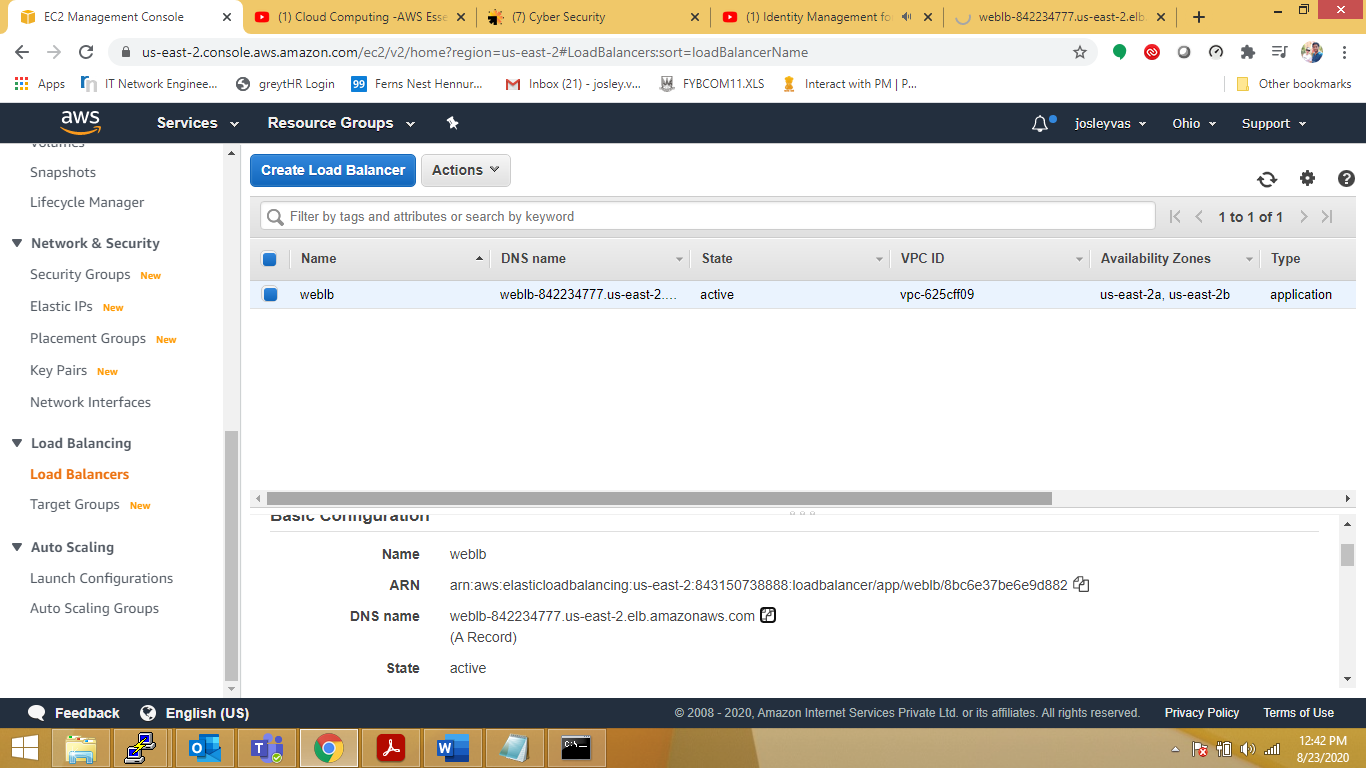 EC2 Management Console
(1) Cloud Computing -AWS Esse
(7) Cyber Security
(1) Identity Management fo
weblb-842234777.us-east-2.elb.
us-east-2.console.aws.amazon.com/ec2/v2/home?region=us-east-2#LoadBalancers:sort=loadBalancerName
Apps
IT Network Enginee...
greytHR Login
99 Ferns Nest Hennur...
Inbox (21) - josley.v...
FYBCOM11.XLS
Interact with PM | P...
Other bookmarks
aws
Services
Resource Groups
josleyvas
Ohio
Support
Volumes
Snapshots
Lifecycle Manager
Network & Security
Security Groups New
Elastic IPs New
Placement Groups New
Key Pairs New
Network Interfaces
Load Balancing
Load Balancers
Target Groups New
Auto Scaling
Launch Configurations
Auto Scaling Groups
Create Load Balancer
Actions
Filter by tags and attributes or search by keyword
1 to 1 of 1
Name DNS name State VPC ID Availability Zones Type
weblb weblb-842234777.us-east-2.... active vpc-625cff09 us-east-2a, us-east-2b application
Basic Configuration
Name weblb
ARN arn:aws:elasticloadbalancing:us-east-2:843150738888:loadbalancer/app/weblb/8bc6e37be6e9d882
DNS name weblb-842234777.us-east-2.elb.amazonaws.com
(A Record)
State active
Feedback
English (US)
© 2008 - 2020, Amazon Internet Services Private Ltd. or its affiliates. All rights reserved.
Privacy Policy
Terms of Use
12:42 PM
8/23/2020